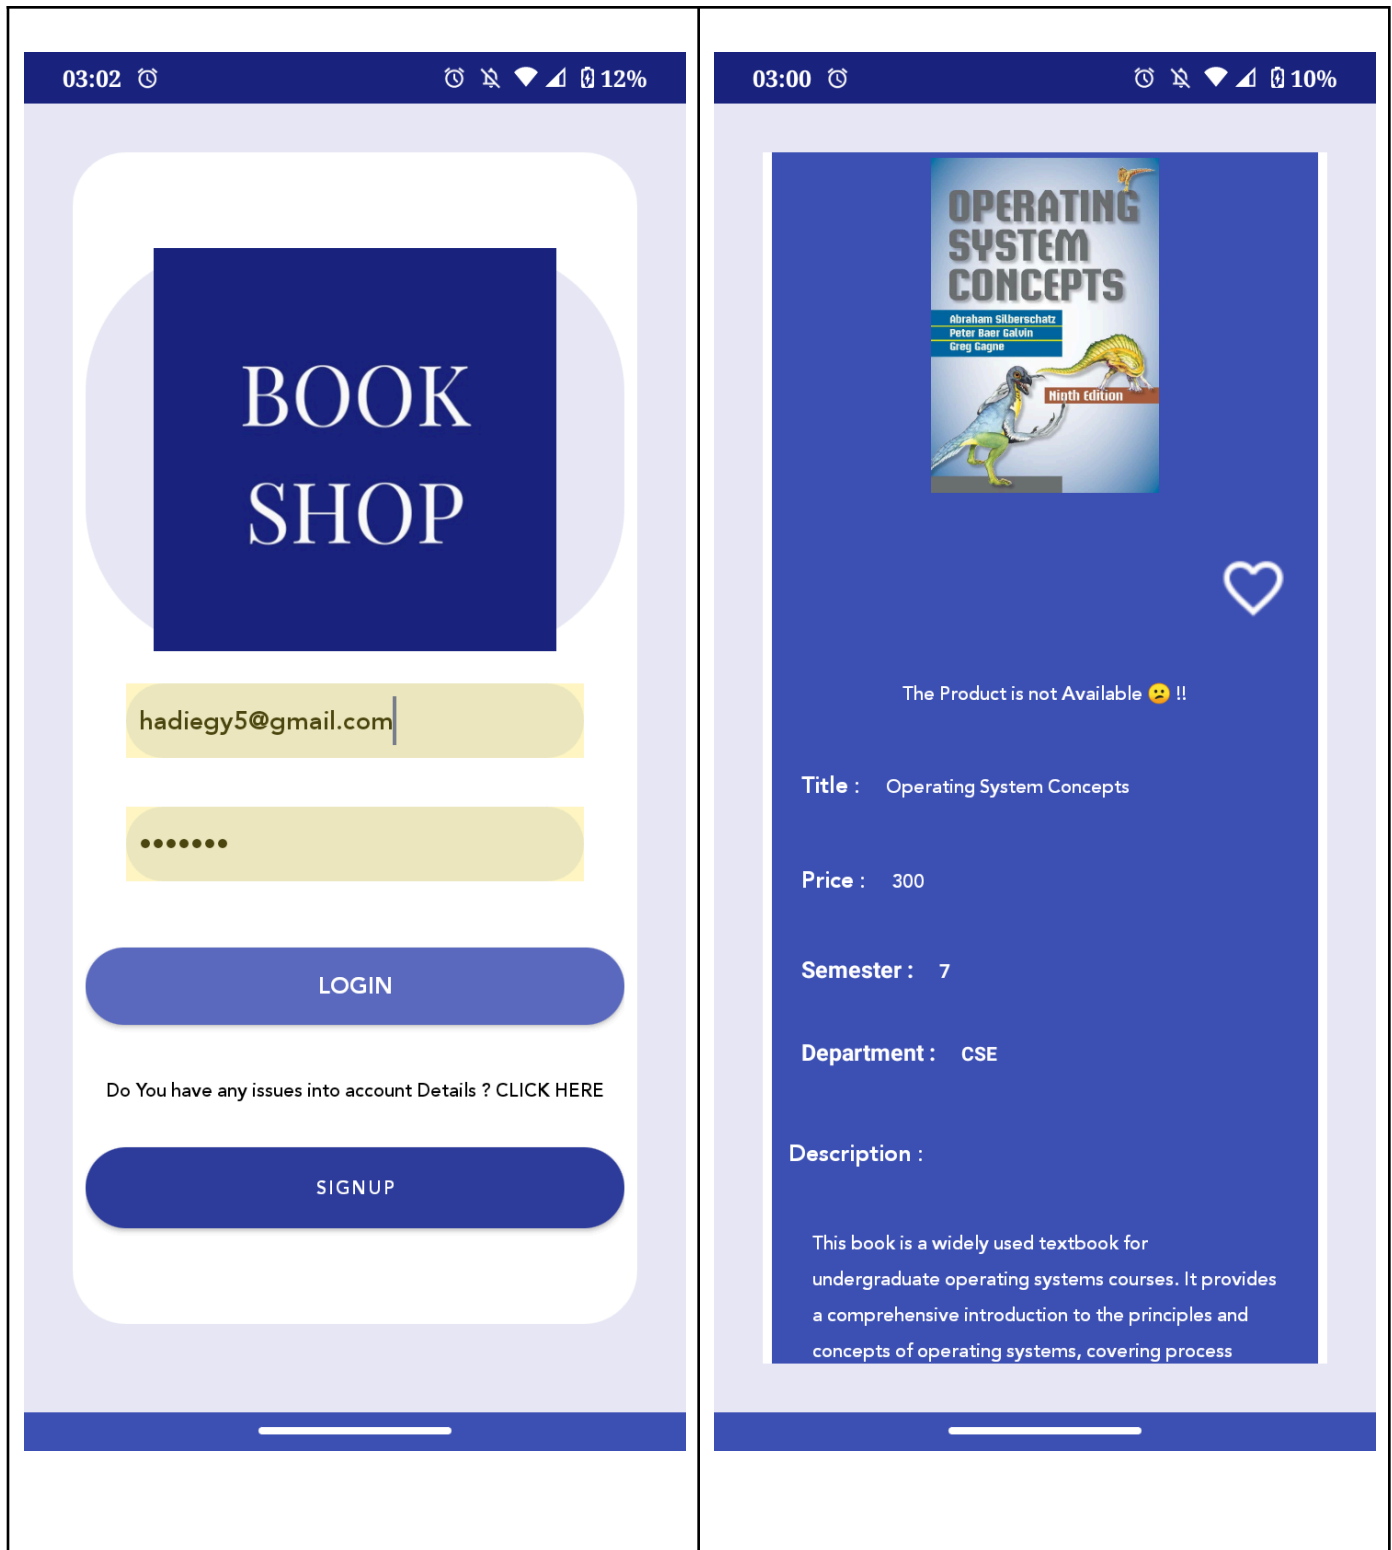 03:02 12%
BOOK
SHOP
hadiegy5@gmail.com
•••••••
LOGIN
Do You have any issues into account Details ? CLICK HERE
SIGNUP
03:00 10%
OPERATING
SYSTEM
CONCEPTS
Abraham Silberschatz
Peter Baer Galvin
Greg Gagne
Ninth Edition
The Product is not Available 😕 !!
Title : Operating System Concepts
Price : 300
Semester : 7
Department : CSE
Description :
This book is a widely used textbook for
undergraduate operating systems courses. It provides
a comprehensive introduction to the principles and
concepts of operating systems, covering process